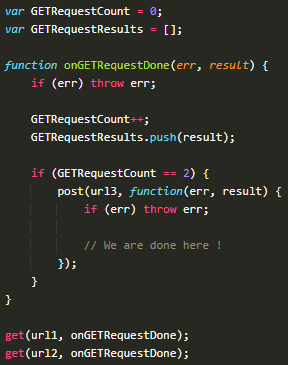 var GETRequestCount = 0;
var GETRequestResults = [];

function onGETRequestDone(err, result) {
    if (err) throw err;

    GETRequestCount++;
    GETRequestResults.push(result);

    if (GETRequestCount == 2) {
        post(url3, function(err, result) {
            if (err) throw err;

            // We are done here !
        });
    }
}

get(url1, onGETRequestDone);
get(url2, onGETRequestDone);